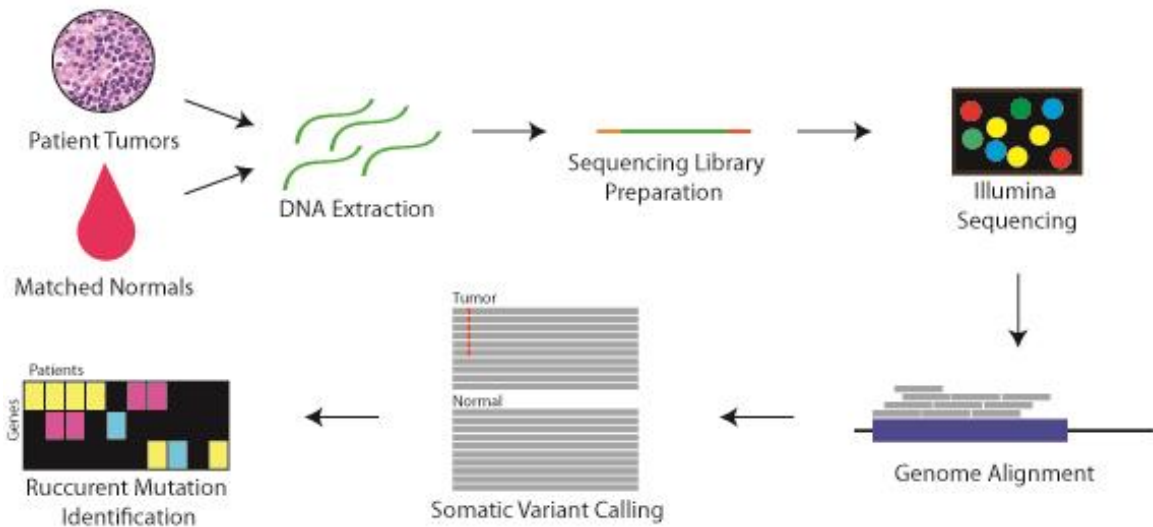 Patient Tumors
Matched Normals
DNA Extraction
Sequencing Library
Preparation
Illumina
Sequencing
Genome Alignment
Tumor
Normal
Somatic Variant Calling
Patients
Genes
Ruccurent Mutation
Identification